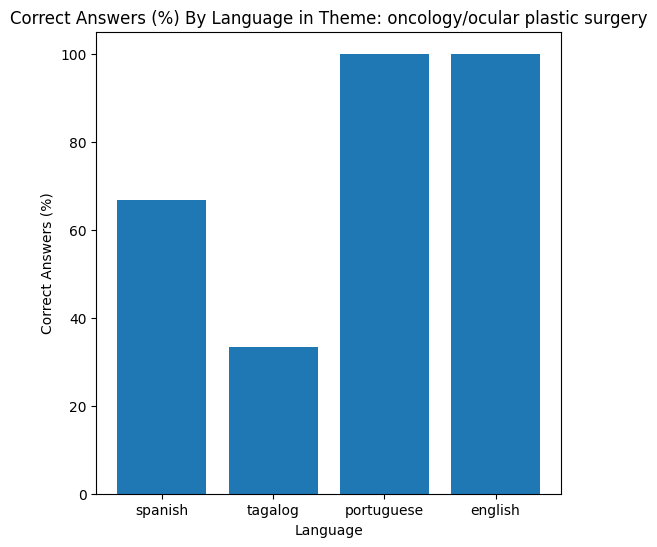 Correct Answers (%) By Language in Theme: oncology/ocular plastic surgery
100
80
60
40
20
0
Correct Answers (%)
spanish tagalog portuguese english
Language